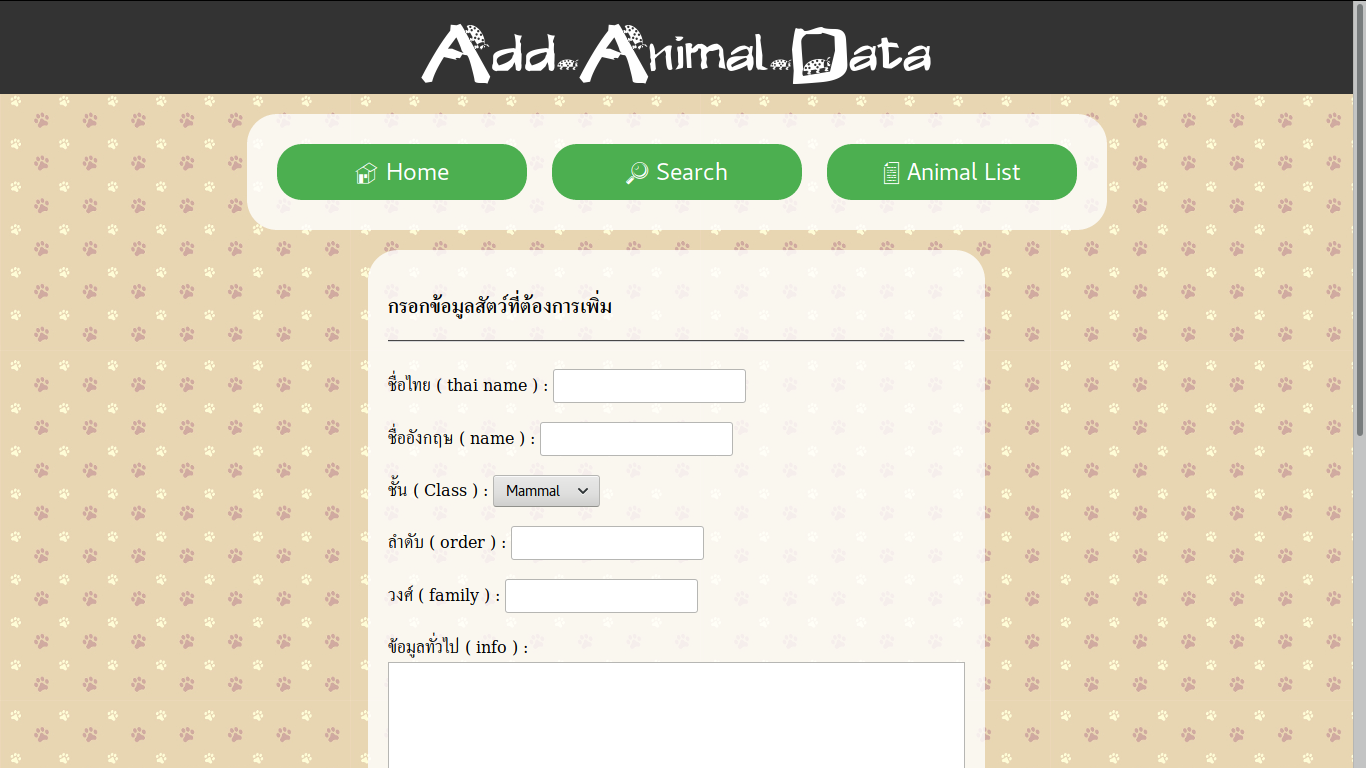 Add Animal Data
Home
Search
Animal List
กรอกข้อมูลสัตว์ที่ต้องการเพิ่ม
ชื่อไทย ( thai name ) :
ชื่ออังกฤษ ( name ) :
ชั้น ( Class ) : Mammal
ลำดับ ( order ) :
วงศ์ ( family ) :
ข้อมูลทั่วไป ( info ) :